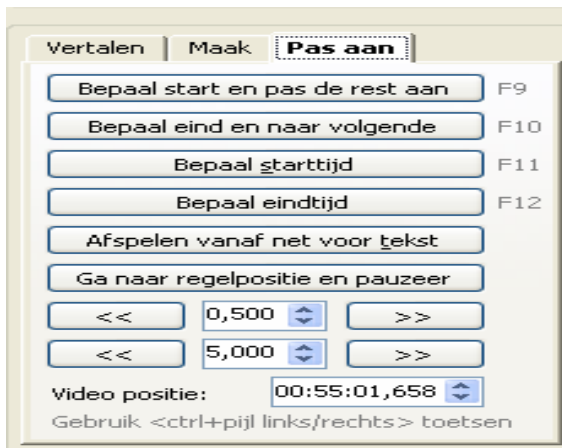 Vertalen Maak Pas aan
Bepaal start en pas de rest aan F9
Bepaal eind en naar volgende F10
Bepaal starttijd F11
Bepaal eindtijd F12
Afspelen vanaf net voor tekst
Ga naar regelpositie en pauzeer
<< 0,500 >>
<< 5,000 >>
Video positie: 00:55:01,658
Gebruik <ctrl+pijl links/rechts> toetsen